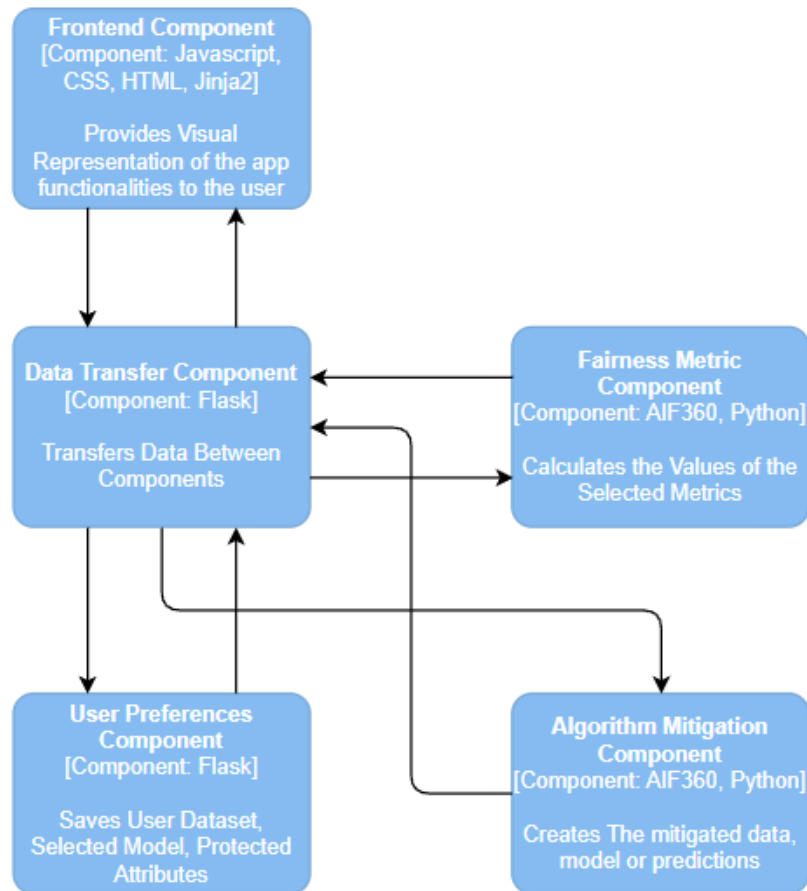 Frontend Component
[Component: Javascript,
CSS, HTML, Jinja2]
Provides Visual
Representation of the app
functionalities to the user
Data Transfer Component
[Component: Flask]
Transfers Data Between
Components
Fairness Metric
Component
[Component: AIF360, Python]
Calculates the Values of the
Selected Metrics
User Preferences
Component
[Component: Flask]
Saves User Dataset,
Selected Model, Protected
Attributes
Algorithm Mitigation
Component
[Component: AIF360, Python]
Creates The mitigated data,
model or predictions